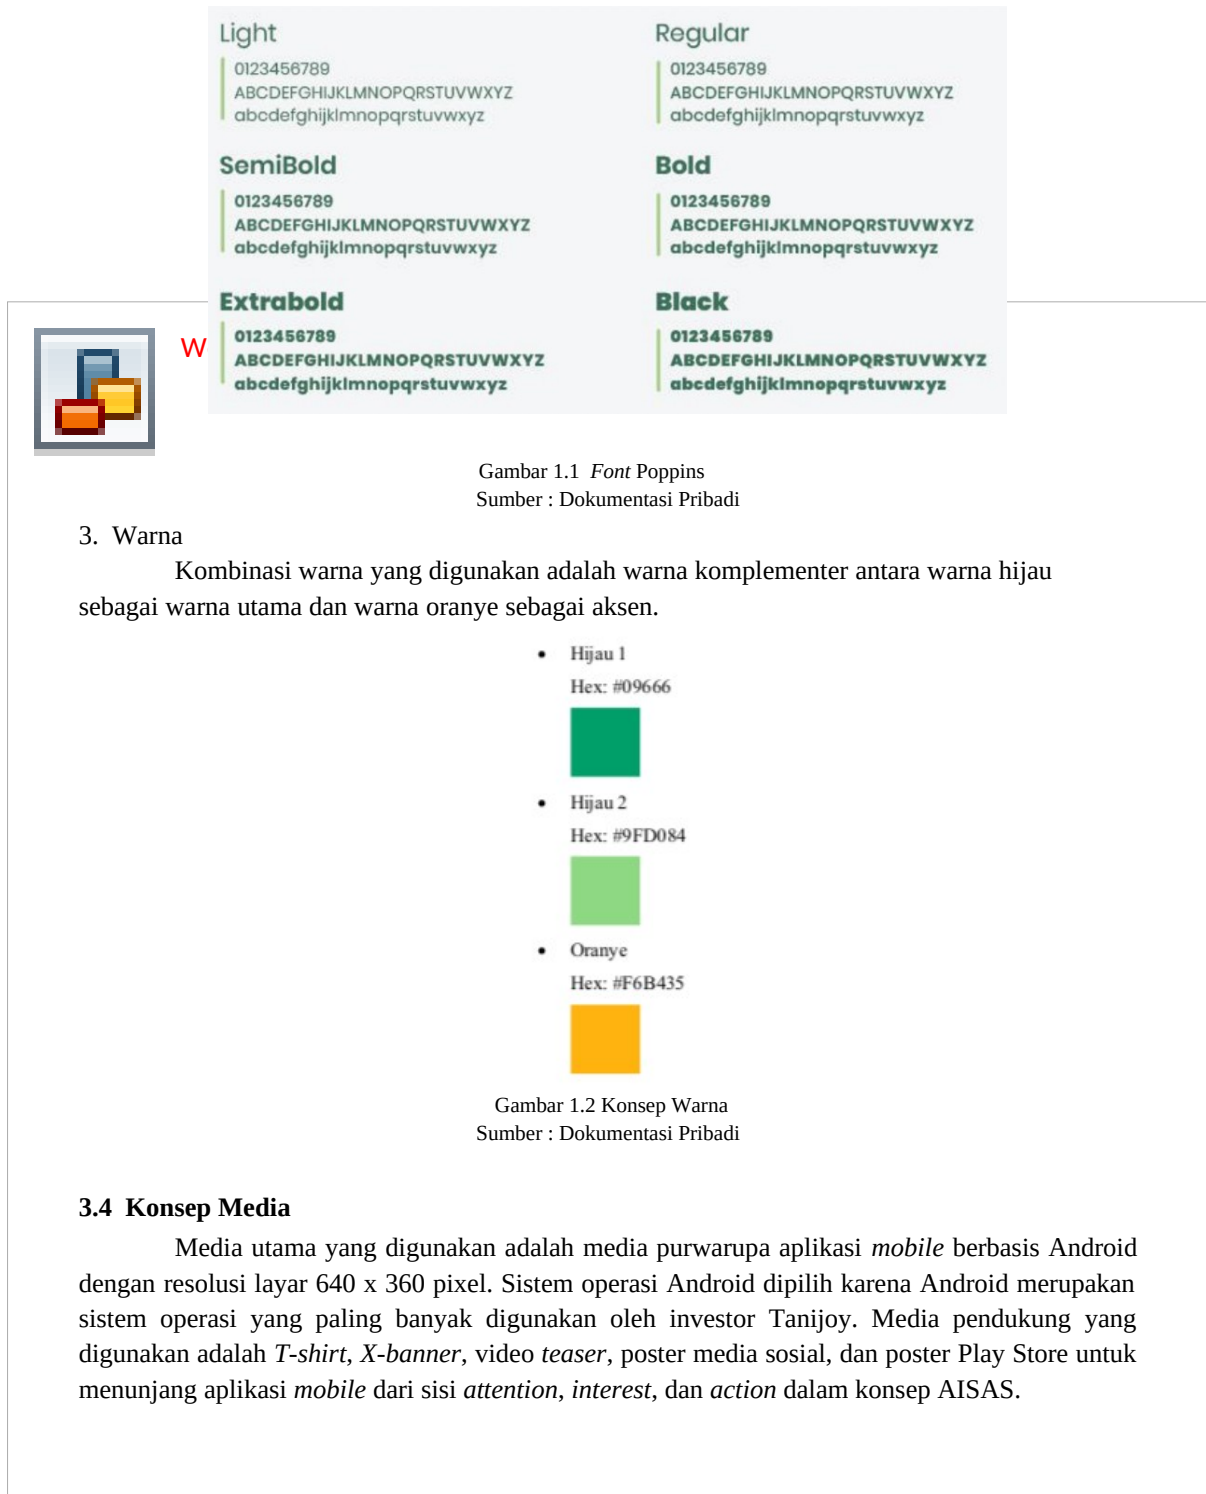 Light
0123456789
ABCDEFGHIJKLMNOPQRSTUVWXYZ
abcdefghijklmnopqrstuvwxyz
Regular
0123456789
ABCDEFGHIJKLMNOPQRSTUVWXYZ
abcdefghijklmnopqrstuvwxyz
SemiBold
0123456789
ABCDEFGHIJKLMNOPQRSTUVWXYZ
abcdefghijklmnopqrstuvwxyz
Bold
0123456789
ABCDEFGHIJKLMNOPQRSTUVWXYZ
abcdefghijklmnopqrstuvwxyz
Extrabold
0123456789
ABCDEFGHIJKLMNOPQRSTUVWXYZ
abcdefghijklmnopqrstuvwxyz
Black
0123456789
ABCDEFGHIJKLMNOPQRSTUVWXYZ
abcdefghijklmnopqrstuvwxyz
W
Gambar 1.1 Font Poppins
Sumber : Dokumentasi Pribadi
3. Warna
Kombinasi warna yang digunakan adalah warna komplementer antara warna hijau
sebagai warna utama dan warna oranye sebagai aksen.
• Hijau 1
Hex: #09666
• Hijau 2
Hex: #9FD084
• Oranye
Hex: #F6B435
Gambar 1.2 Konsep Warna
Sumber : Dokumentasi Pribadi
3.4 Konsep Media
Media utama yang digunakan adalah media purwarupa aplikasi mobile berbasis Android
dengan resolusi layar 640 x 360 pixel. Sistem operasi Android dipilih karena Android merupakan
sistem operasi yang paling banyak digunakan oleh investor Tanijoy. Media pendukung yang
digunakan adalah T-shirt, X-banner, video teaser, poster media sosial, dan poster Play Store untuk
menunjang aplikasi mobile dari sisi attention, interest, dan action dalam konsep AISAS.